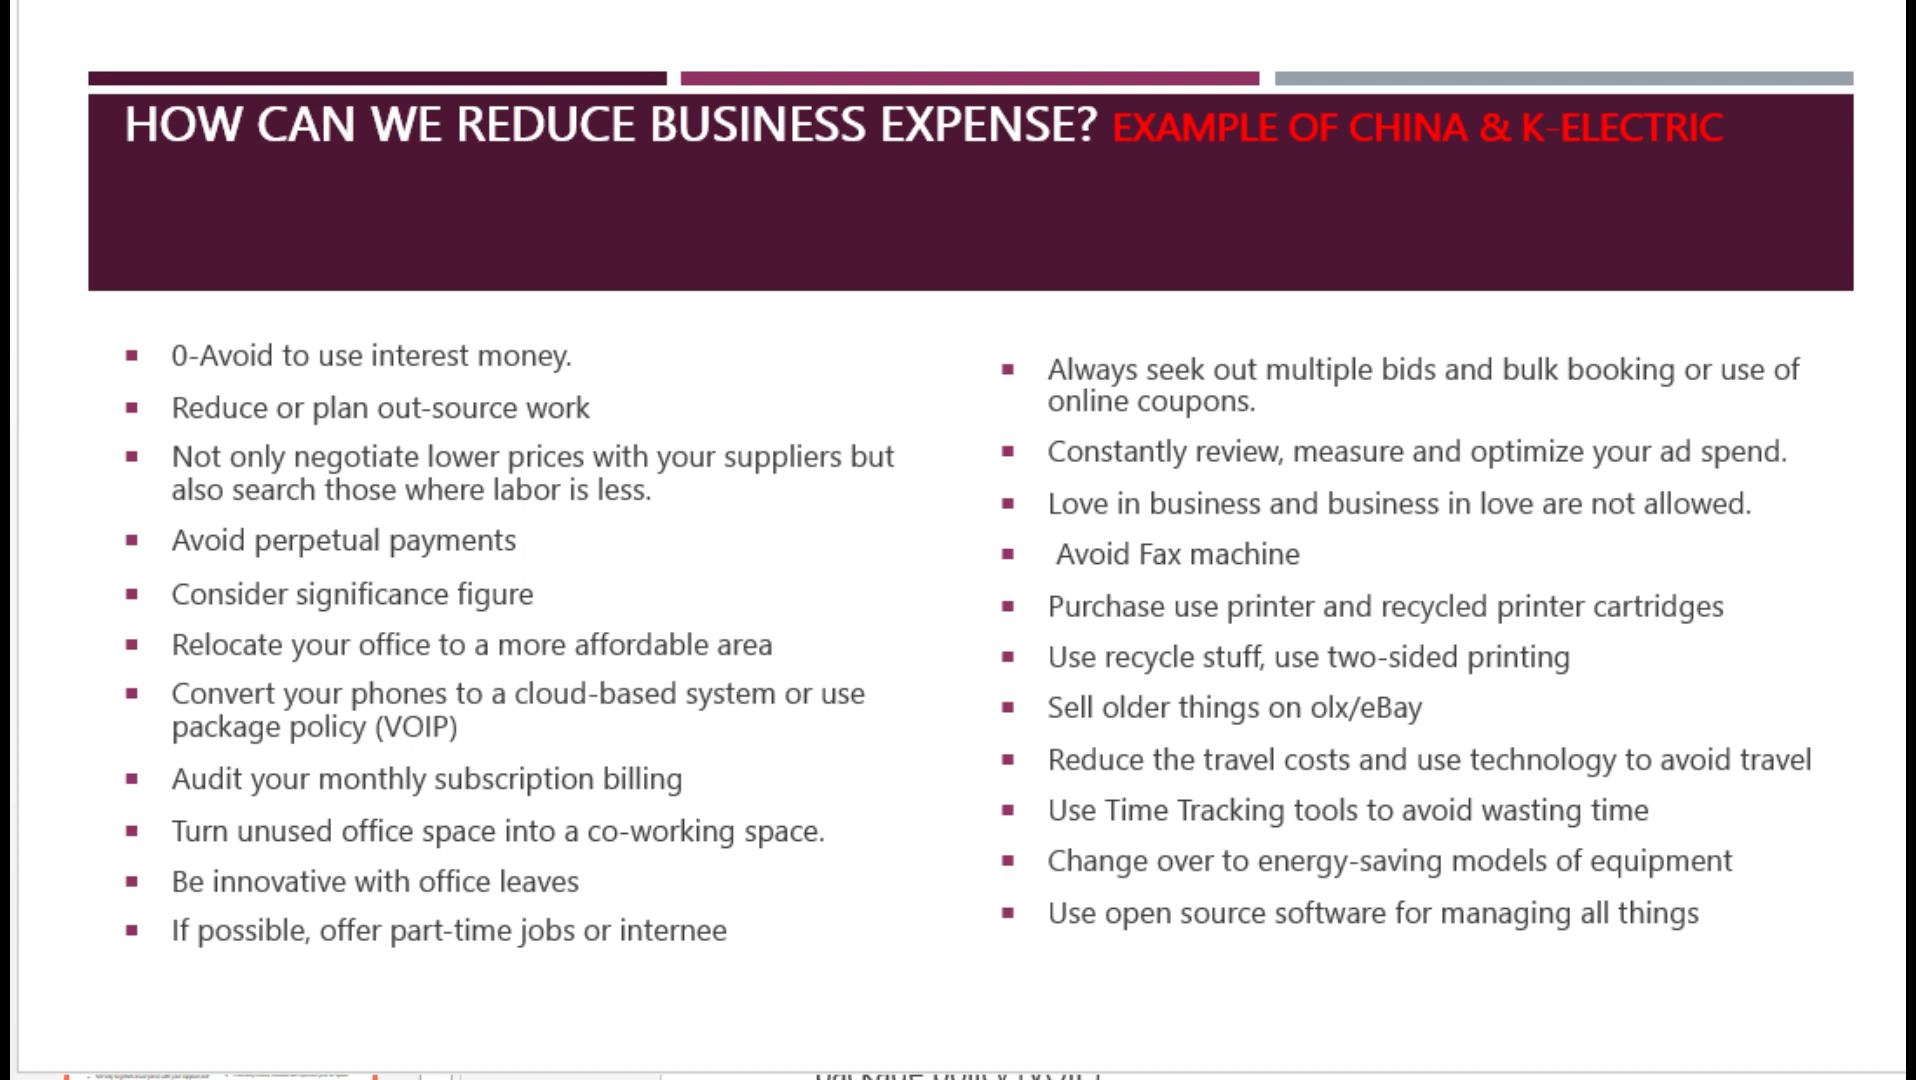 HOW CAN WE REDUCE BUSINESS EXPENSE? EXAMPLE OF CHINA & K-ELECTRIC
0-Avoid to use interest money.
Reduce or plan out-source work
Not only negotiate lower prices with your suppliers but
also search those where labor is less.
Avoid perpetual payments
Consider significance figure
Relocate your office to a more affordable area
Convert your phones to a cloud-based system or use
package policy (VOIP)
Audit your monthly subscription billing
Turn unused office space into a co-working space.
Be innovative with office leaves
If possible, offer part-time jobs or internee
Always seek out multiple bids and bulk booking or use of
online coupons.
Constantly review, measure and optimize your ad spend.
Love in business and business in love are not allowed.
Avoid Fax machine
Purchase use printer and recycled printer cartridges
Use recycle stuff, use two-sided printing
Sell older things on olx/eBay
Reduce the travel costs and use technology to avoid travel
Use Time Tracking tools to avoid wasting time
Change over to energy-saving models of equipment
Use open source software for managing all things